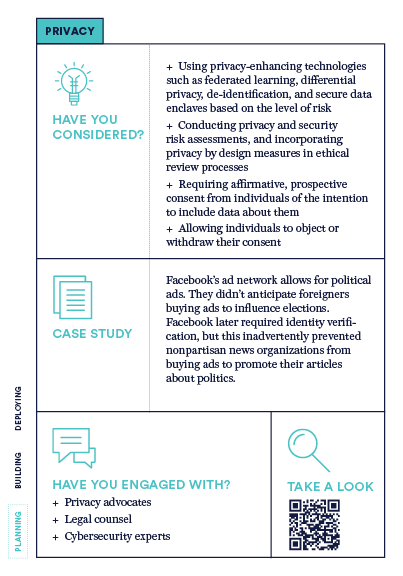 PRIVACY
HAVE YOU
CONSIDERED?
+ Using privacy-enhancing technologies
such as federated learning, differential
privacy, de-identification, and secure data
enclaves based on the level of risk
+ Conducting privacy and security
risk assessments, and incorporating
privacy by design measures in ethical
review processes
+ Requiring affirmative, prospective
consent from individuals of the intention
to include data about them
+ Allowing individuals to object or
withdraw their consent
CASE STUDY
Facebook's ad network allows for political
ads. They didn't anticipate foreigners
buying ads to influence elections.
Facebook later required identity verifi-
cation, but this inadvertently prevented
nonpartisan news organizations from
buying ads to promote their articles
about politics.
DEPLOYING
BUILDING
PLANNING
HAVE YOU ENGAGED WITH?
+ Privacy advocates
+ Legal counsel
+ Cybersecurity experts
TAKE A LOOK